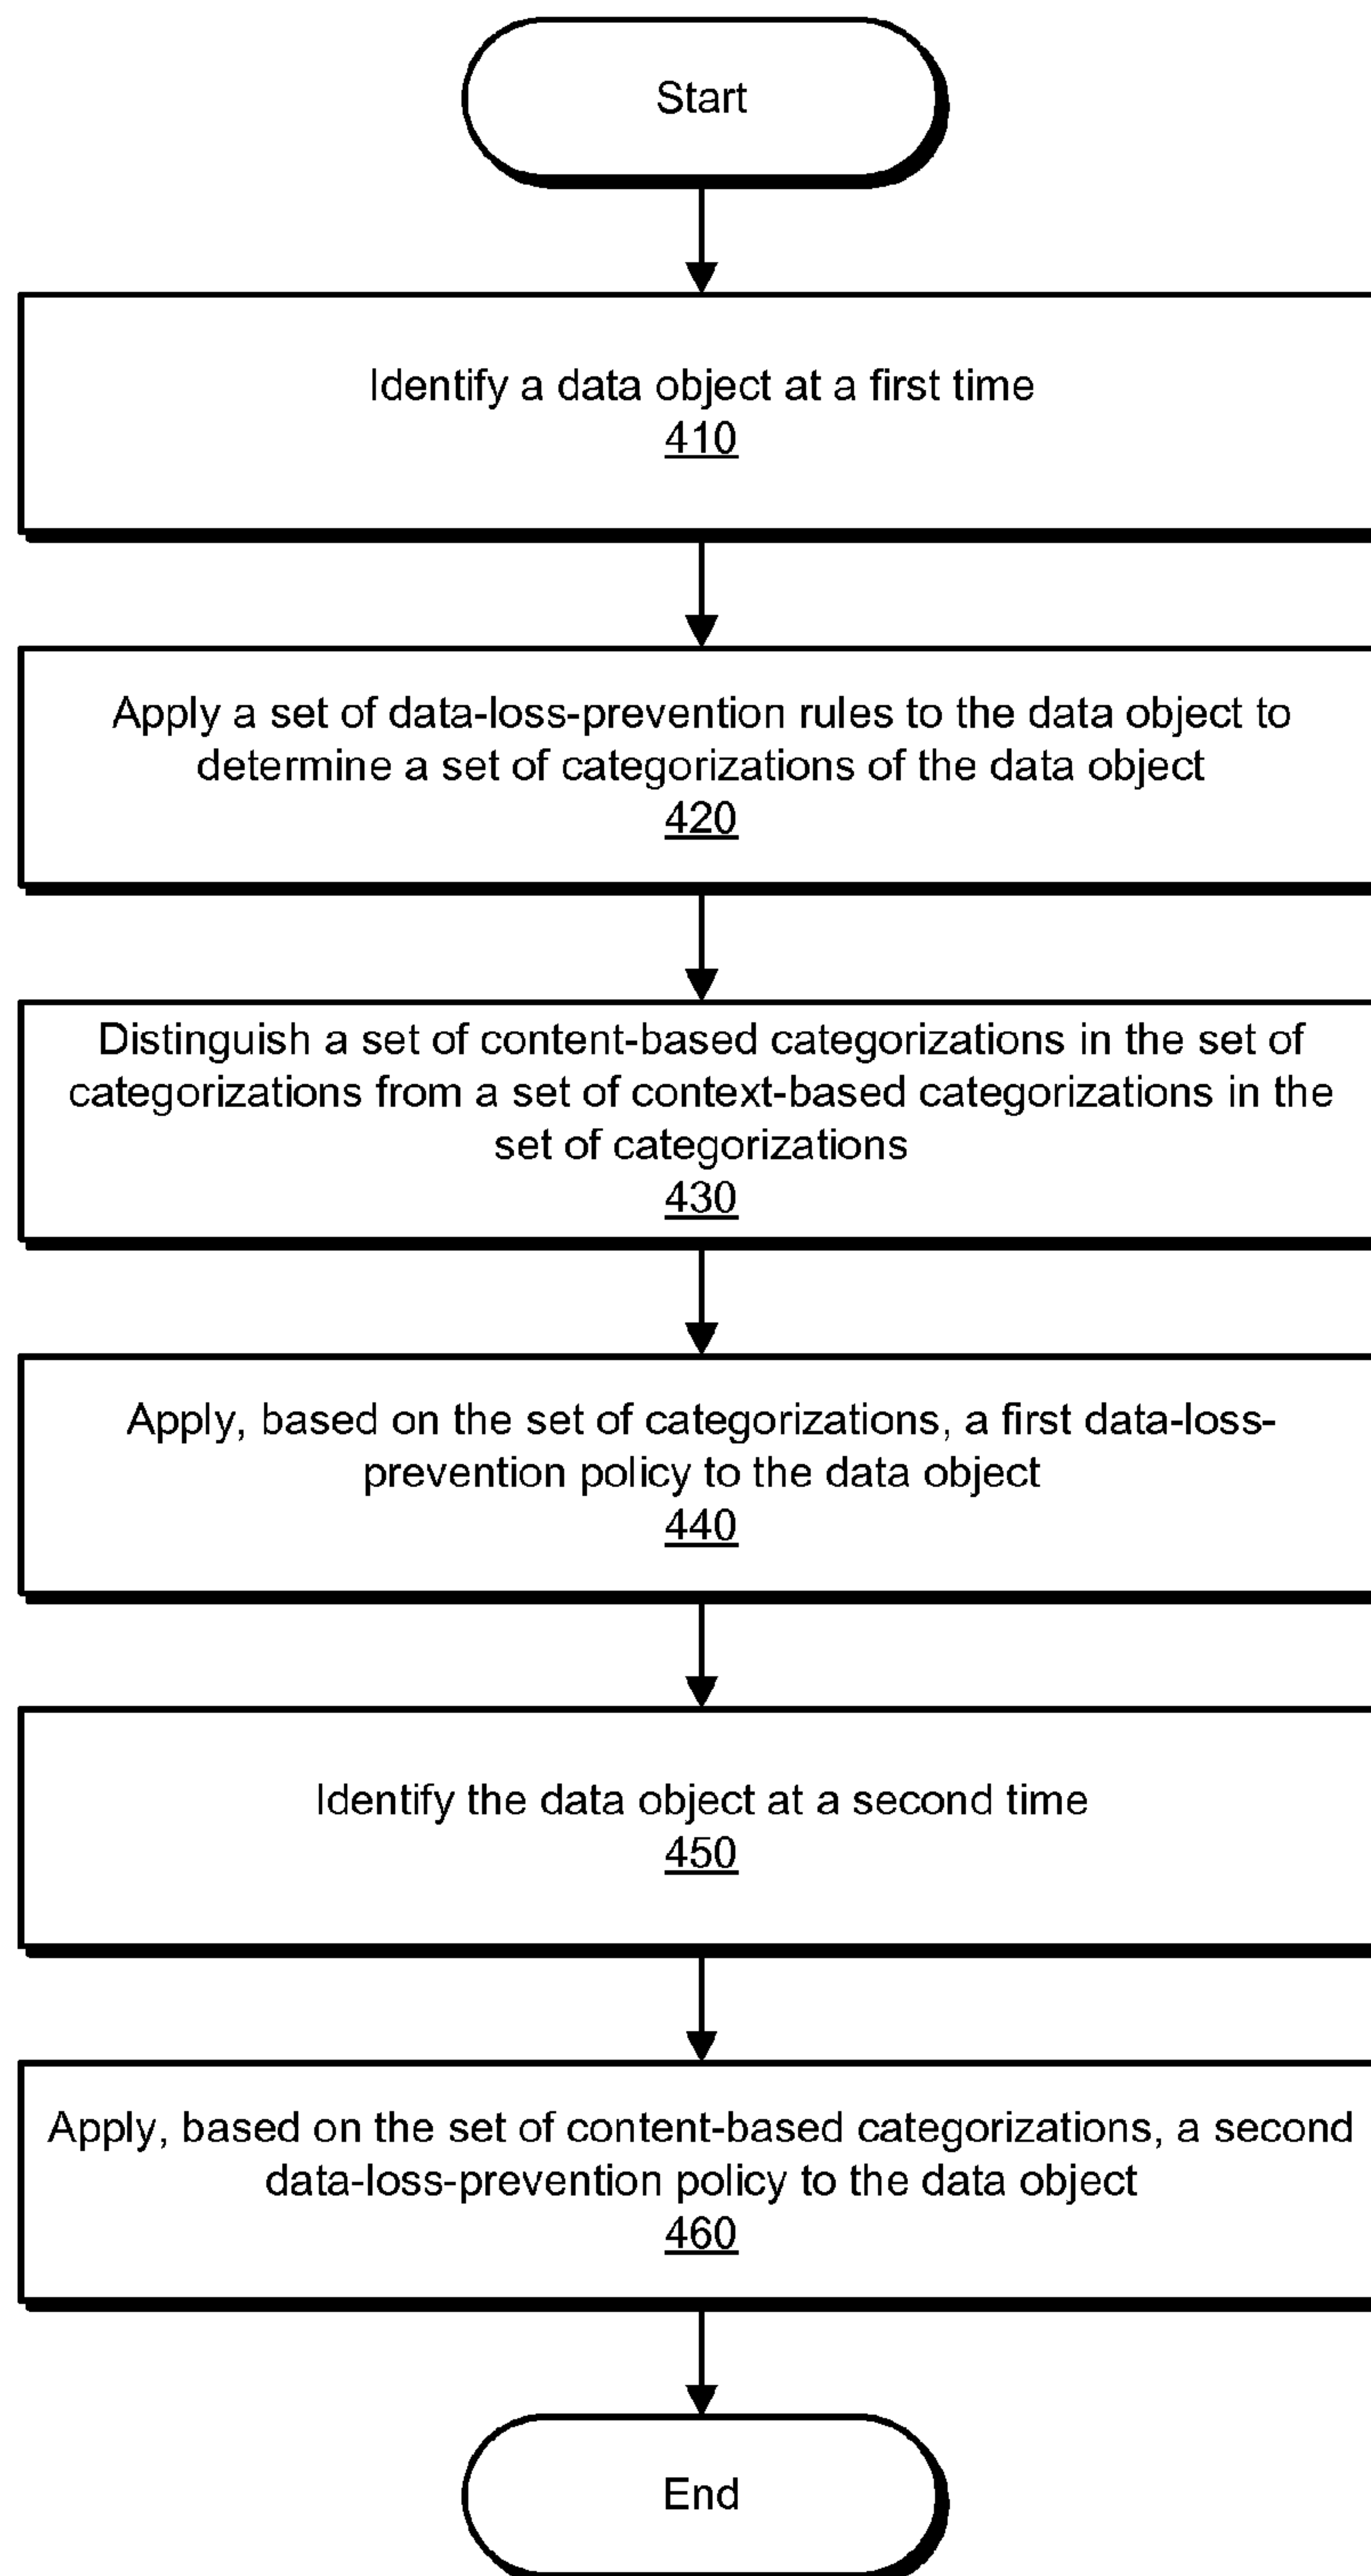 Start
Identify a data object at a first time
410
Apply a set of data-loss-prevention rules to the data object to
determine a set of categorizations of the data object
420
Distinguish a set of content-based categorizations in the set of
categorizations from a set of context-based categorizations in the
set of categorizations
430
Apply, based on the set of categorizations, a first data-loss-
prevention policy to the data object
440
Identify the data object at a second time
450
Apply, based on the set of content-based categorizations, a second
data-loss-prevention policy to the data object
460
End